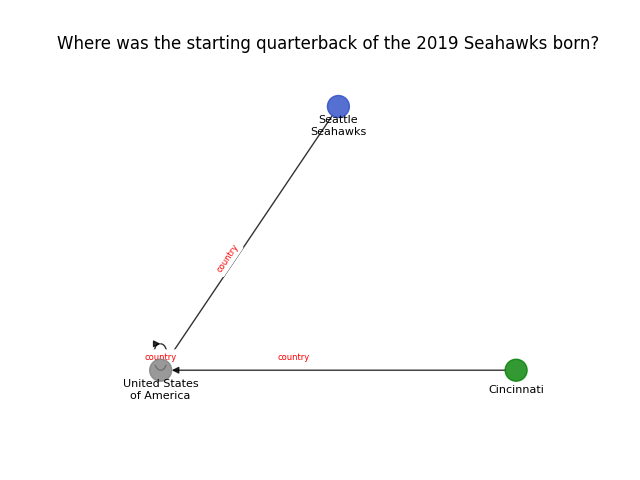 Where was the starting quarterback of the 2019 Seahawks born?
Seattle
Seahawks
country
country
country
United States
of America
Cincinnati